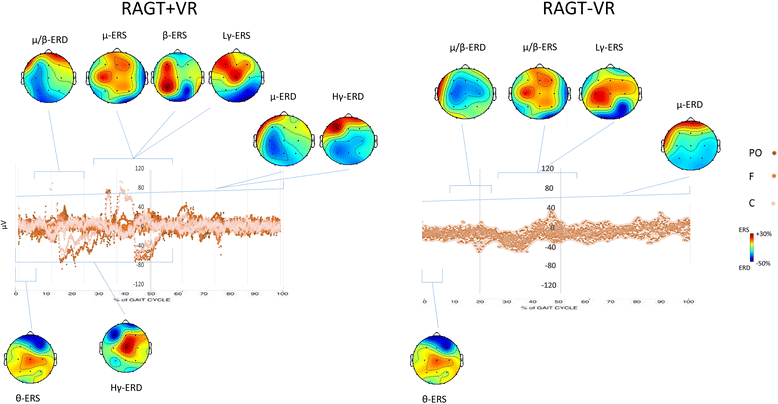 RAGT+VR
RAGT-VR
μ/β-ERD
μ-ERS
β-ERS
Lγ-ERS
μ/β-ERD
μ/β-ERS
Lγ-ERS
μ-ERD
Hγ-ERD
μ-ERD
PO
F
C
ERS
+30%
-50%
ERD
μV
120
80
40
0
-40
-80
-120
0 10 20 30 40 50 60 70 80 90 100
% of GAIT CYCLE
120
80
40
0
-40
-80
-120
0 10 20 30 40 50 60 70 80 90 100
% of GAIT CYCLE
θ-ERS
Hγ-ERD
θ-ERS